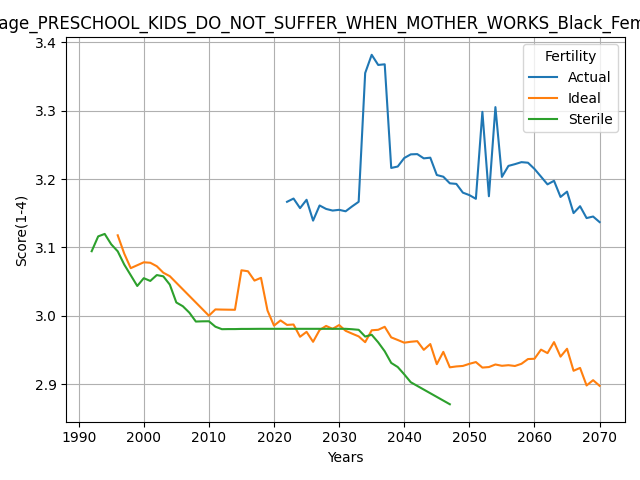 age_PRESCHOOL_KIDS_DO_NOT_SUFFER_WHEN_MOTHER_WORKS_Black_Fem
Fertility
Actual
Ideal
Sterile
Score(1-4)
3.4
3.3
3.2
3.1
3.0
2.9
1990 2000 2010 2020 2030 2040 2050 2060 2070
Years